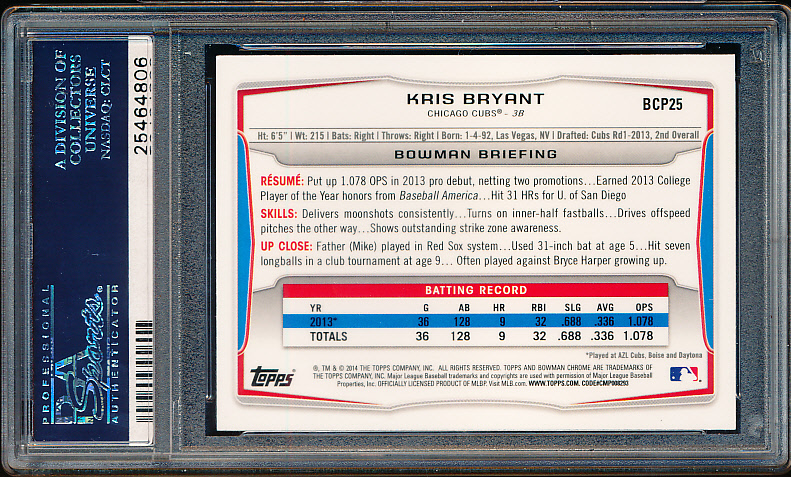 A DIVISION OF
COLLECTORS
UNIVERSE
NASDAQ: CLCT
25464806
PROFESSIONAL
PSA
Sports®
AUTHENTICATOR
KRIS BRYANT
CHICAGO CUBS® - 3B
BCP25
Ht: 6'5" | Wt: 215 | Bats: Right | Throws: Right | Born: 1-4-92, Las Vegas, NV | Drafted: Cubs Rd1-2013, 2nd Overall
BOWMAN BRIEFING
RÉSUMÉ: Put up 1.078 OPS in 2013 pro debut, netting two promotions...Earned 2013 College
Player of the Year honors from Baseball America...Hit 31 HRs for U. of San Diego
SKILLS: Delivers moonshots consistently...Turns on inner-half fastballs...Drives offspeed
pitches the other way...Shows outstanding strike zone awareness.
UP CLOSE: Father (Mike) played in Red Sox system...Used 31-inch bat at age 5...Hit seven
longballs in a club tournament at age 9... Often played against Bryce Harper growing up.
BATTING RECORD
YR G AB HR RBI SLG AVG OPS
2013* 36 128 9 32 .688 .336 1.078
TOTALS 36 128 9 32 .688 .336 1.078
*Played at AZL Cubs, Boise and Daytona
Topps®
®, TM & © 2014 THE TOPPS COMPANY, INC. ALL RIGHTS RESERVED. TOPPS AND BOWMAN CHROME ARE TRADEMARKS OF
THE TOPPS COMPANY, INC. Major League Baseball trademarks and copyrights are used with permission of Major League Baseball
Properties, Inc. OFFICIALLY LICENSED PRODUCT OF MLBP. Visit MLB.com. WWW.TOPPS.COM. CODE#CMP008293